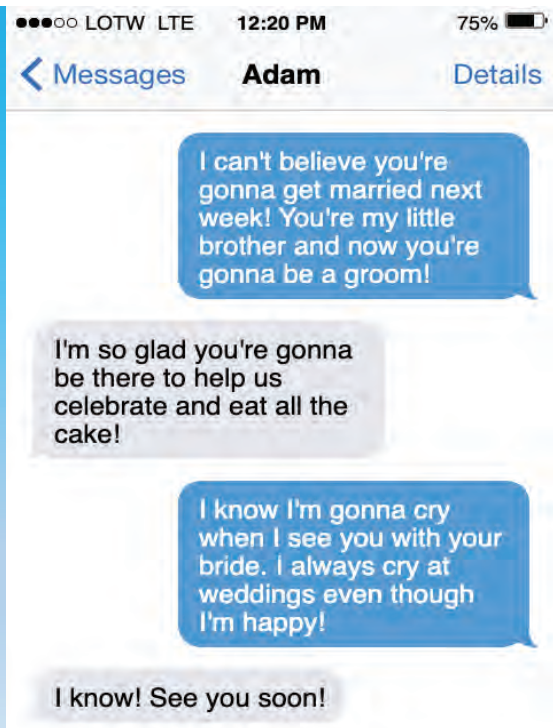 ●●●○○ LOTW LTE 12:20 PM 75%
Messages Adam Details
I can't believe you're
gonna get married next
week! You're my little
brother and now you're
gonna be a groom!
I'm so glad you're gonna
be there to help us
celebrate and eat all the
cake!
I know I'm gonna cry
when I see you with your
bride. I always cry at
weddings even though
I'm happy!
I know! See you soon!